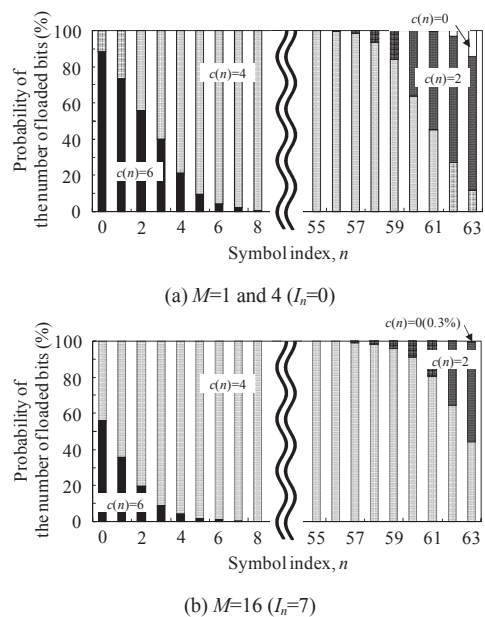 c(n)=0
100
80
60
40
20
0
Probability of
the number of loaded bits (%)
c(n)=4
c(n)=2
c(n)=6
0 2 4 6 8 55 57 59 61 63
Symbol index, n
(a) M=1 and 4 (Iₙ=0)
c(n)=0(0.3%)
100
80
60
40
20
0
Probability of
the number of loaded bits (%)
c(n)=4
c(n)=2
c(n)=6
0 2 4 6 8 55 57 59 61 63
Symbol index, n
(b) M=16 (Iₙ=7)